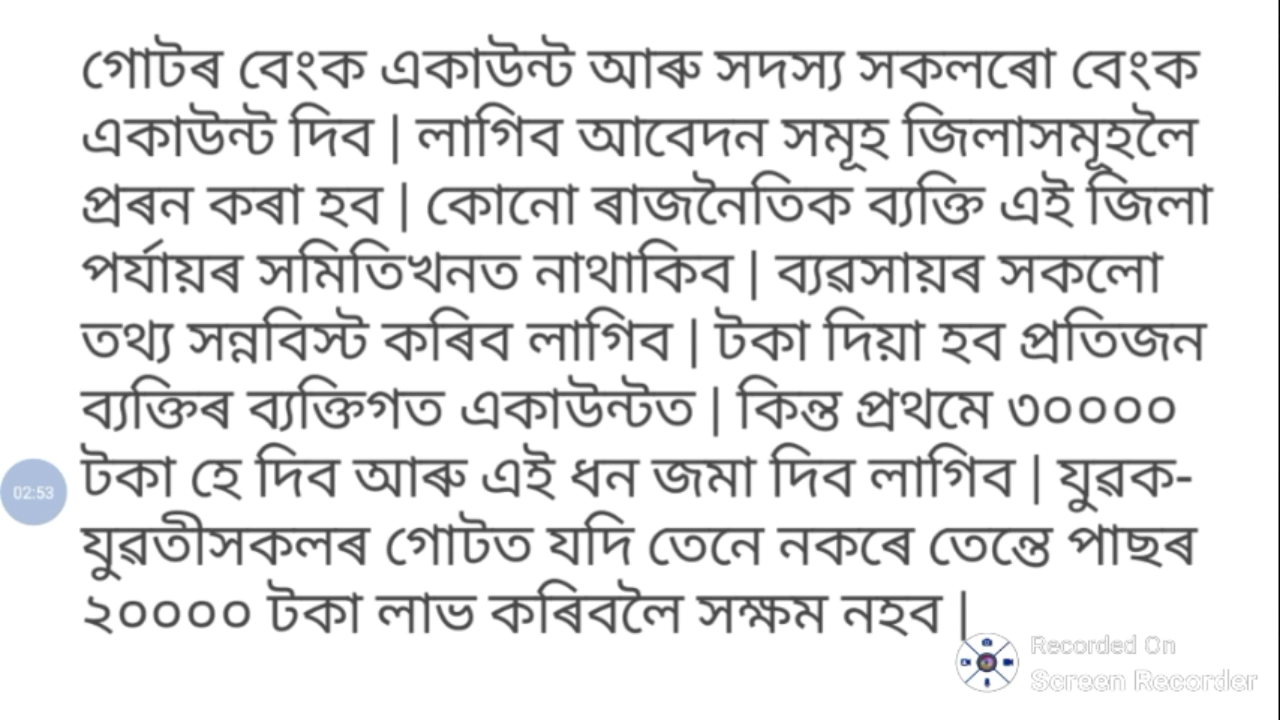 গোটৰ বেংক একাউন্ট আৰু সদস্য সকলৰো বেংক
একাউন্ট দিব | লাগিব আবেদন সমূহ জিলাসমূহলৈ
প্ৰৰন কৰা হব | কোনো ৰাজনৈতিক ব্যক্তি এই জিলা
পৰ্যায়ৰ সমিতিখনত নাথাকিব | ব্যৱসায়ৰ সকলো
তথ্য সন্নবিস্ট কৰিব লাগিব | টকা দিয়া হব প্ৰতিজন
ব্যক্তিৰ ব্যক্তিগত একাউন্টত | কিন্ত প্ৰথমে ৩০০০০
টকা হে দিব আৰু এই ধন জমা দিব লাগিব | যুৱক-
যুৱতীসকলৰ গোটত যদি তেনে নকৰে তেন্তে পাছৰ
২০০০০ টকা লাভ কৰিবলৈ সক্ষম নহব |
02:53
Recorded On
Screen Recorder